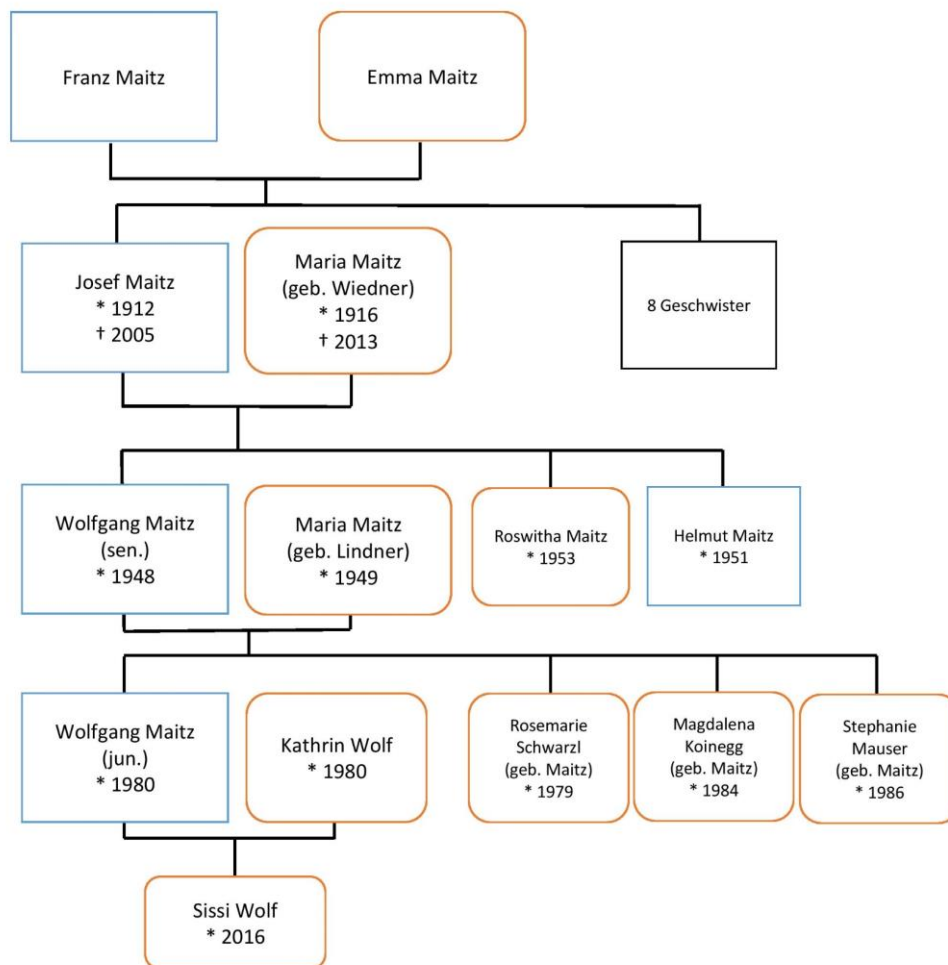 Franz Maitz
Emma Maitz
Josef Maitz
* 1912
† 2005
Maria Maitz
(geb. Wiedner)
* 1916
† 2013
8 Geschwister
Wolfgang Maitz
(sen.)
* 1948
Maria Maitz
(geb. Lindner)
* 1949
Roswitha Maitz
* 1953
Helmut Maitz
* 1951
Wolfgang Maitz
(jun.)
* 1980
Kathrin Wolf
* 1980
Rosemarie
Schwarzl
(geb. Maitz)
* 1979
Magdalena
Koinegg
(geb. Maitz)
* 1984
Stephanie
Mauser
(geb. Maitz)
* 1986
Sissi Wolf
* 2016